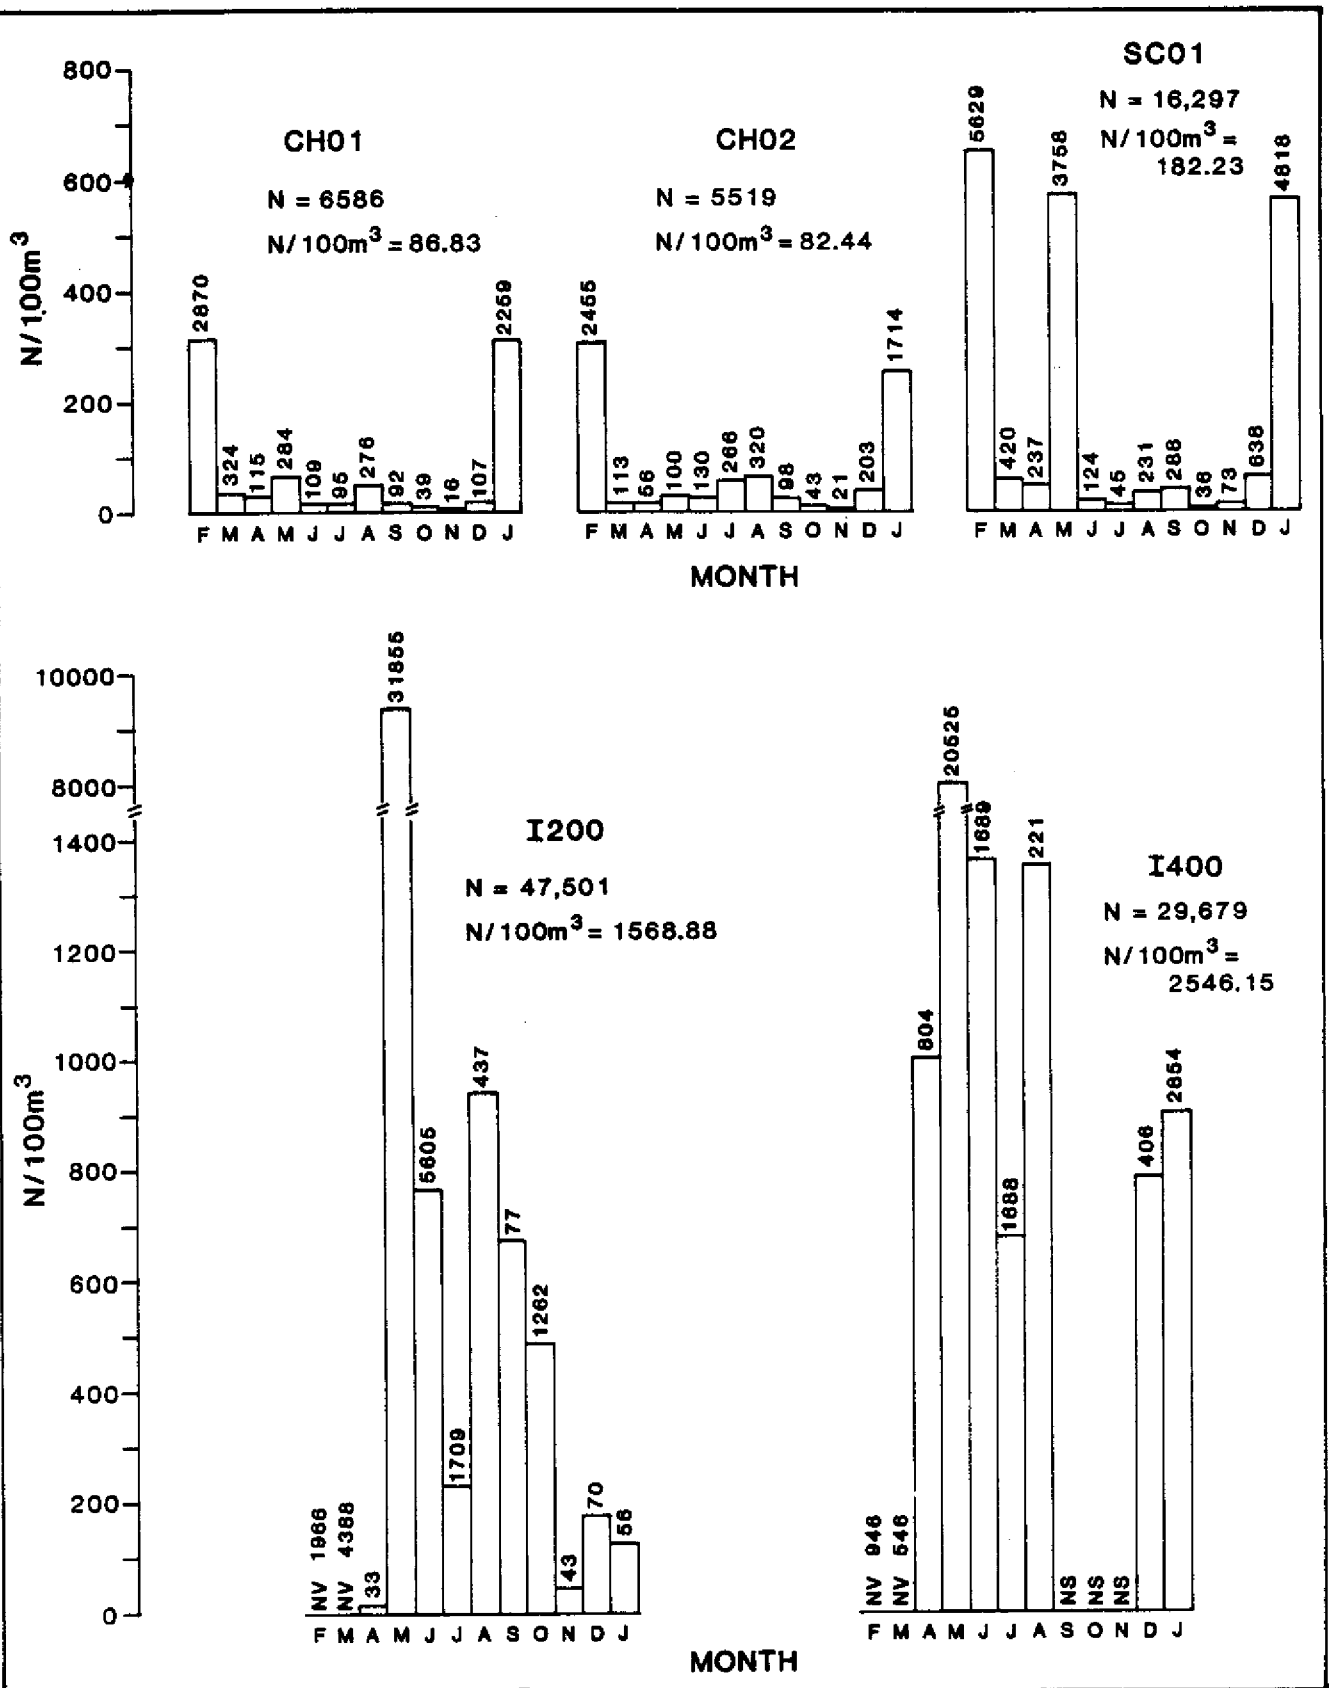 SC01
N = 16,297
N/100m³ =
182.23
CH01
N = 6586
N/100m³ = 86.83
CH02
N = 5519
N/100m³ = 82.44
N/100m³
800
600
400
200
0
2870
324
115
284
109
95
276
92
39
16
107
2259
F M A M J J A S O N D J
2455
113
56
100
130
266
320
98
43
21
203
1714
F M A M J J A S O N D J
5629
420
237
3758
124
45
231
288
36
73
638
4818
F M A M J J A S O N D J
MONTH
N/100m³
10000
8000
1400
1200
1000
800
600
400
200
0
I200
N = 47,501
N/100m³ = 1568.88
NV 1966
NV 4388
33
31855
5605
1709
437
77
1262
43
70
56
F M A M J J A S O N D J
I400
N = 29,679
N/100m³ =
2546.15
NV 946
NV 546
804
20525
1689
1688
221
NS
NS
NS
406
2854
F M A M J J A S O N D J
MONTH